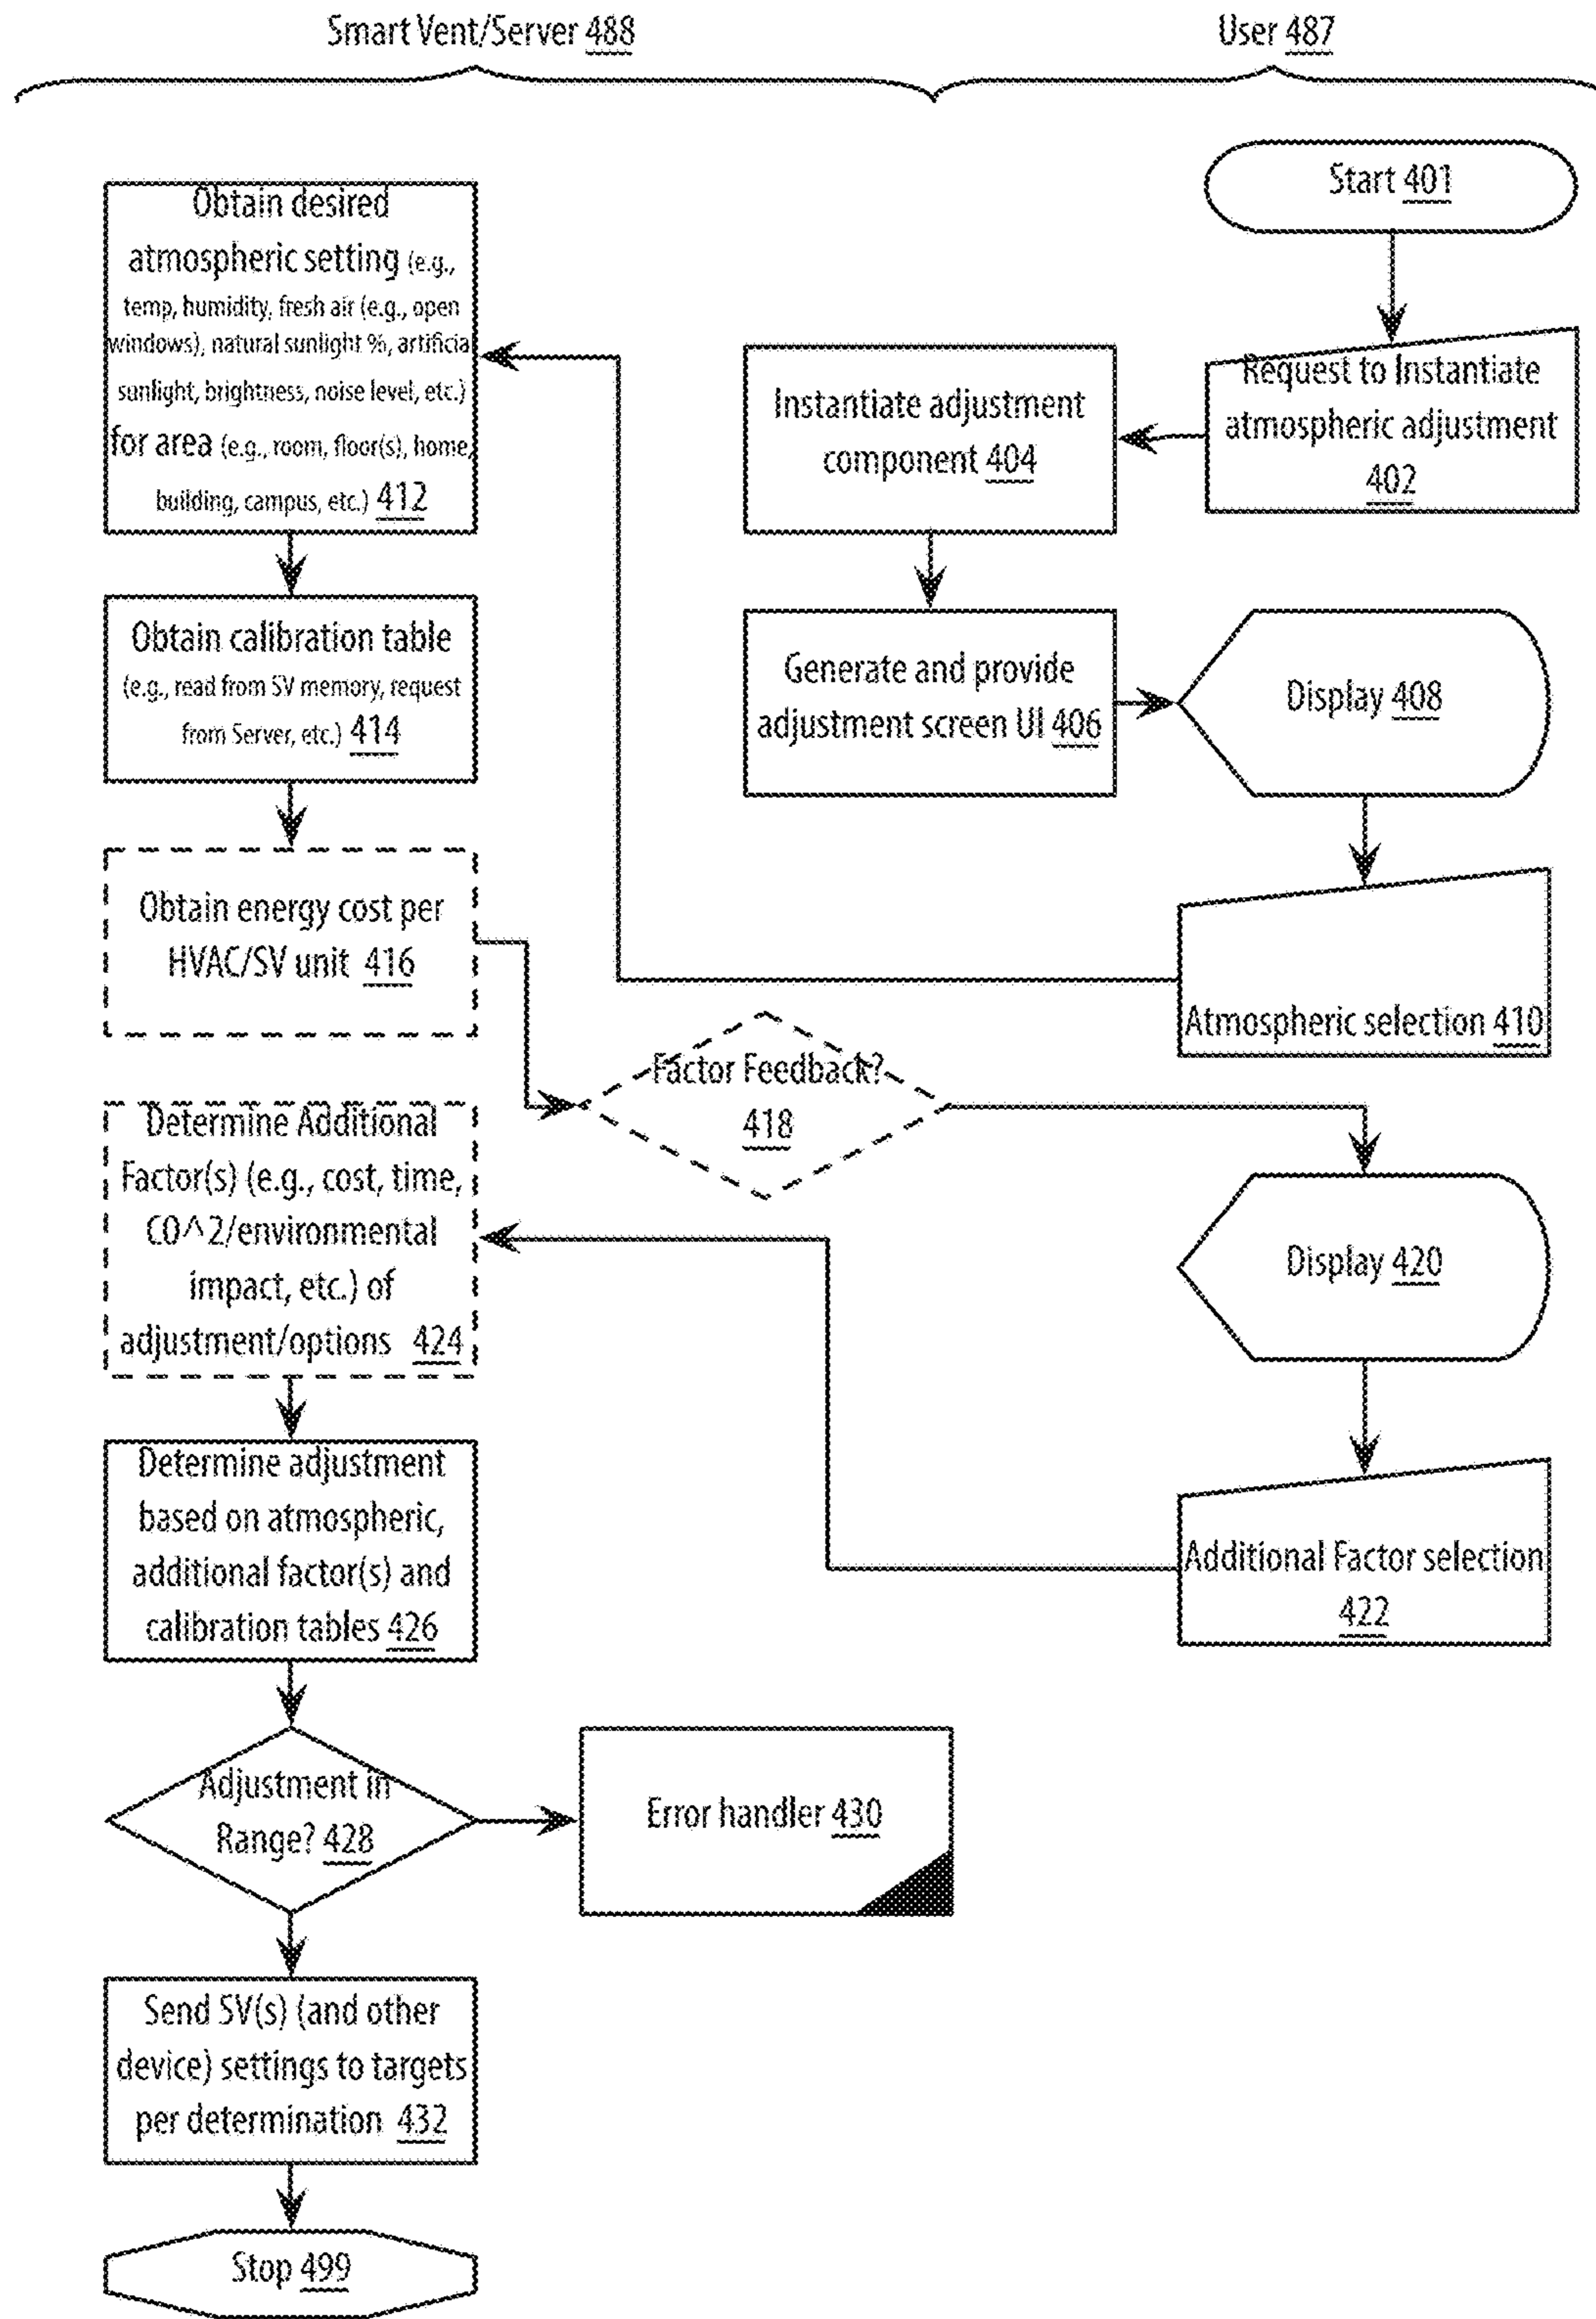 Smart Vent/Server 488
User 487
Start 401
Request to Instantiate
atmospheric adjustment
402
Instantiate adjustment
component 404
Generate and provide
adjustment screen UI 406
Display 408
Atmospheric selection 410
Obtain desired
atmospheric setting (e.g.,
temp, humidity, fresh air (e.g., open
windows), natural sunlight %, artificial
sunlight, brightness, noise level, etc.)
for area (e.g., room, floor(s), home,
building, campus, etc.) 412
Obtain calibration table
(e.g., read from SV memory, request
from Server, etc.) 414
Obtain energy cost per
HVAC/SV unit 416
Factor Feedback?
418
Display 420
Additional Factor selection
422
Determine Additional
Factor(s) (e.g., cost, time,
CO^2/environmental
impact, etc.) of
adjustment/options 424
Determine adjustment
based on atmospheric,
additional factor(s) and
calibration tables 426
Adjustment in
Range? 428
Error handler 430
Send SV(s) (and other
device) settings to targets
per determination 432
Stop 499